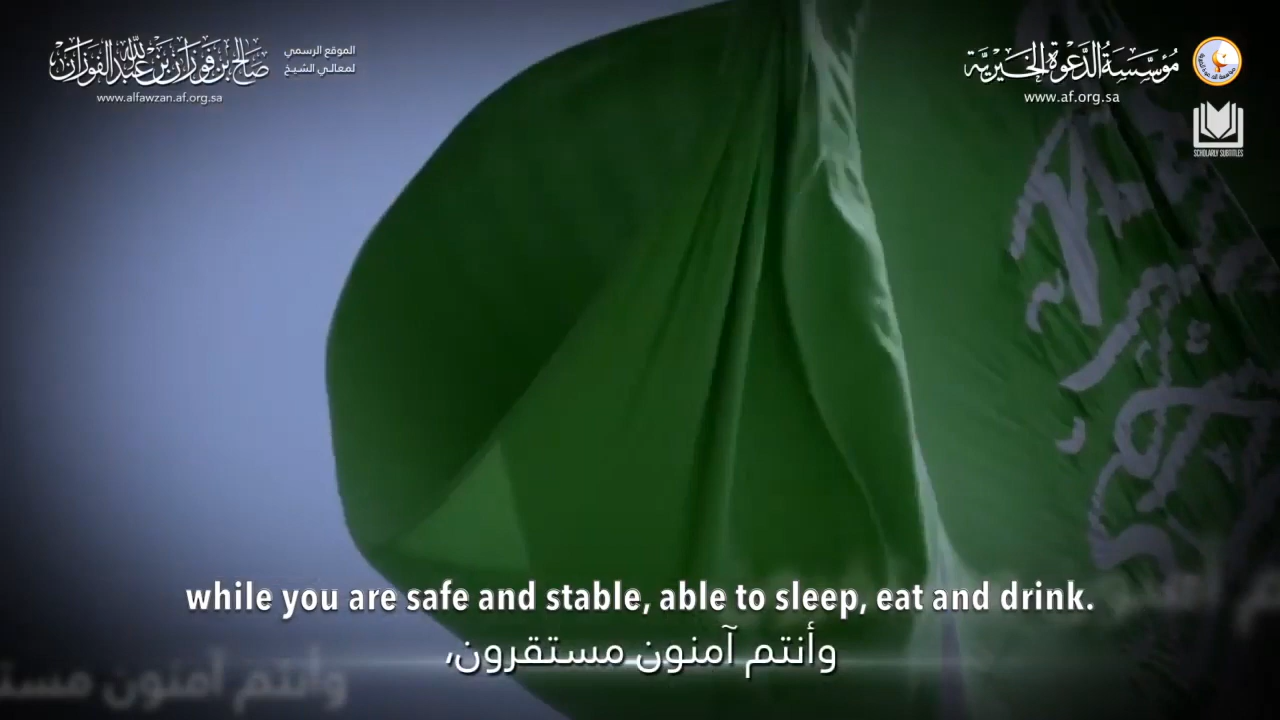 صالح بن فوزان بن عبدالله الفوزان
الموقع الرسمي
لمعالي الشيخ
www.alfawzan.af.org.sa
مؤسسة الدعوة الخيرية
www.af.org.sa
SCHOLARLY SUBTITLES
while you are safe and stable, able to sleep, eat and drink.
وأنتم آمنون مستقرون،
وأنتم آمنون